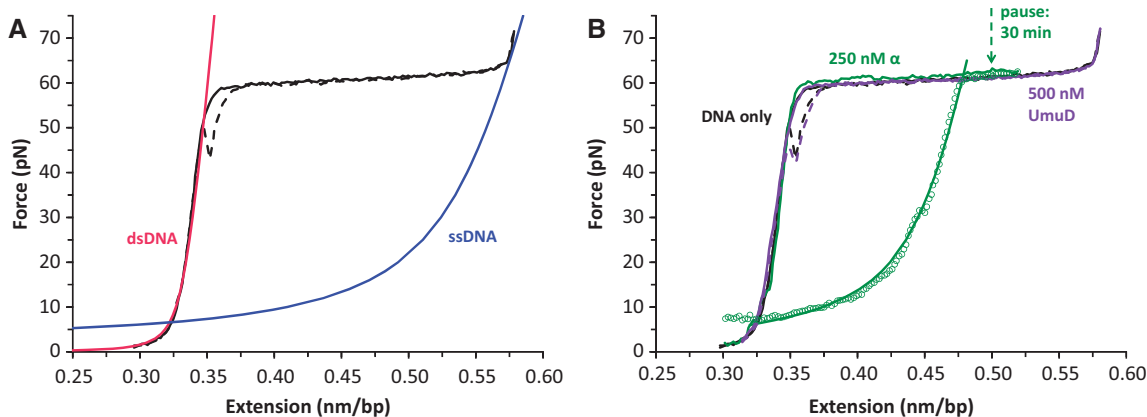 A
70
60
50
40
30
20
10
0
Force (pN)
dsDNA
ssDNA
0.25
0.30
0.35
0.40
0.45
0.50
0.55
0.60
Extension (nm/bp)
B
70
60
50
40
30
20
10
0
Force (pN)
pause:
30 min
250 nM α
DNA only
500 nM
UmuD
0.25
0.30
0.35
0.40
0.45
0.50
0.55
0.60
Extension (nm/bp)